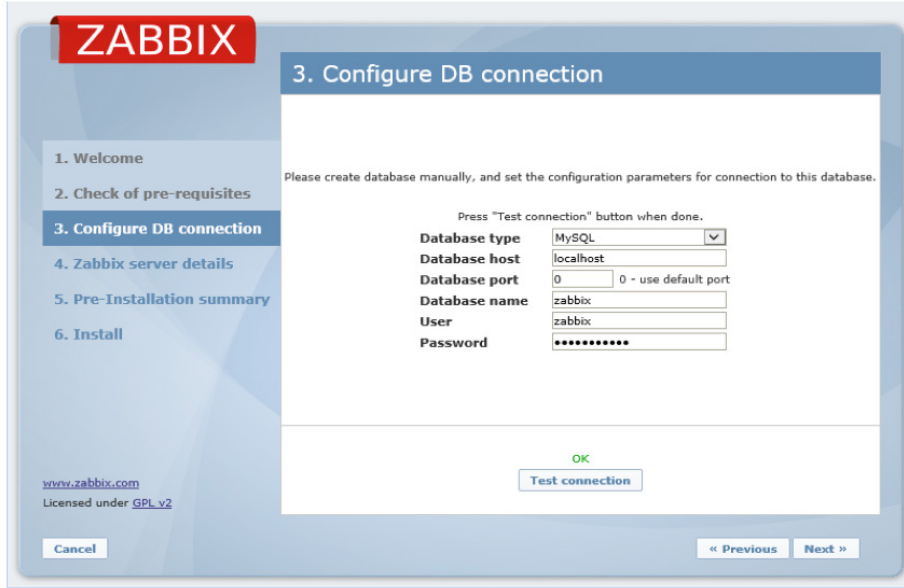 ZABBIX
3. Configure DB connection
1. Welcome
2. Check of pre-requisites
3. Configure DB connection
4. Zabbix server details
5. Pre-Installation summary
6. Install
Please create database manually, and set the configuration parameters for connection to this database.
Press "Test connection" button when done.
Database type MySQL
Database host localhost
Database port 0 0 - use default port
Database name zabbix
User zabbix
Password •••••••••••
OK
Test connection
www.zabbix.com
Licensed under GPL v2
Cancel
« Previous Next »